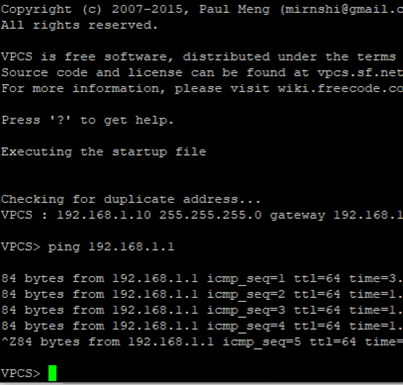 Copyright (c) 2007-2015, Paul Meng (mirnshi@gmail.c
All rights reserved.
VPCS is free software, distributed under the terms
Source code and license can be found at vpcs.sf.net
For more information, please visit wiki.freecode.co
Press '?' to get help.
Executing the startup file
Checking for duplicate address...
VPCS : 192.168.1.10 255.255.255.0 gateway 192.168.1
VPCS> ping 192.168.1.1
84 bytes from 192.168.1.1 icmp_seq=1 ttl=64 time=3.
84 bytes from 192.168.1.1 icmp_seq=2 ttl=64 time=1.
84 bytes from 192.168.1.1 icmp_seq=3 ttl=64 time=1.
84 bytes from 192.168.1.1 icmp_seq=4 ttl=64 time=1.
^Z84 bytes from 192.168.1.1 icmp_seq=5 ttl=64 time=
VPCS>